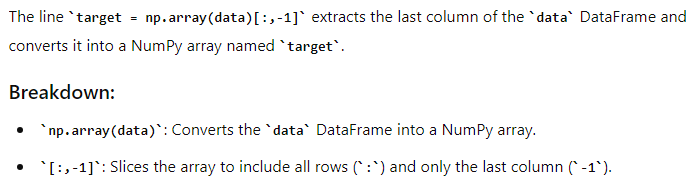 The line `target = np.array(data)[:,-1]` extracts the last column of the `data` DataFrame and
converts it into a NumPy array named `target`.
Breakdown:
• `np.array(data)`: Converts the `data` DataFrame into a NumPy array.
• `[:,-1]`: Slices the array to include all rows (`:`) and only the last column (`-1`).